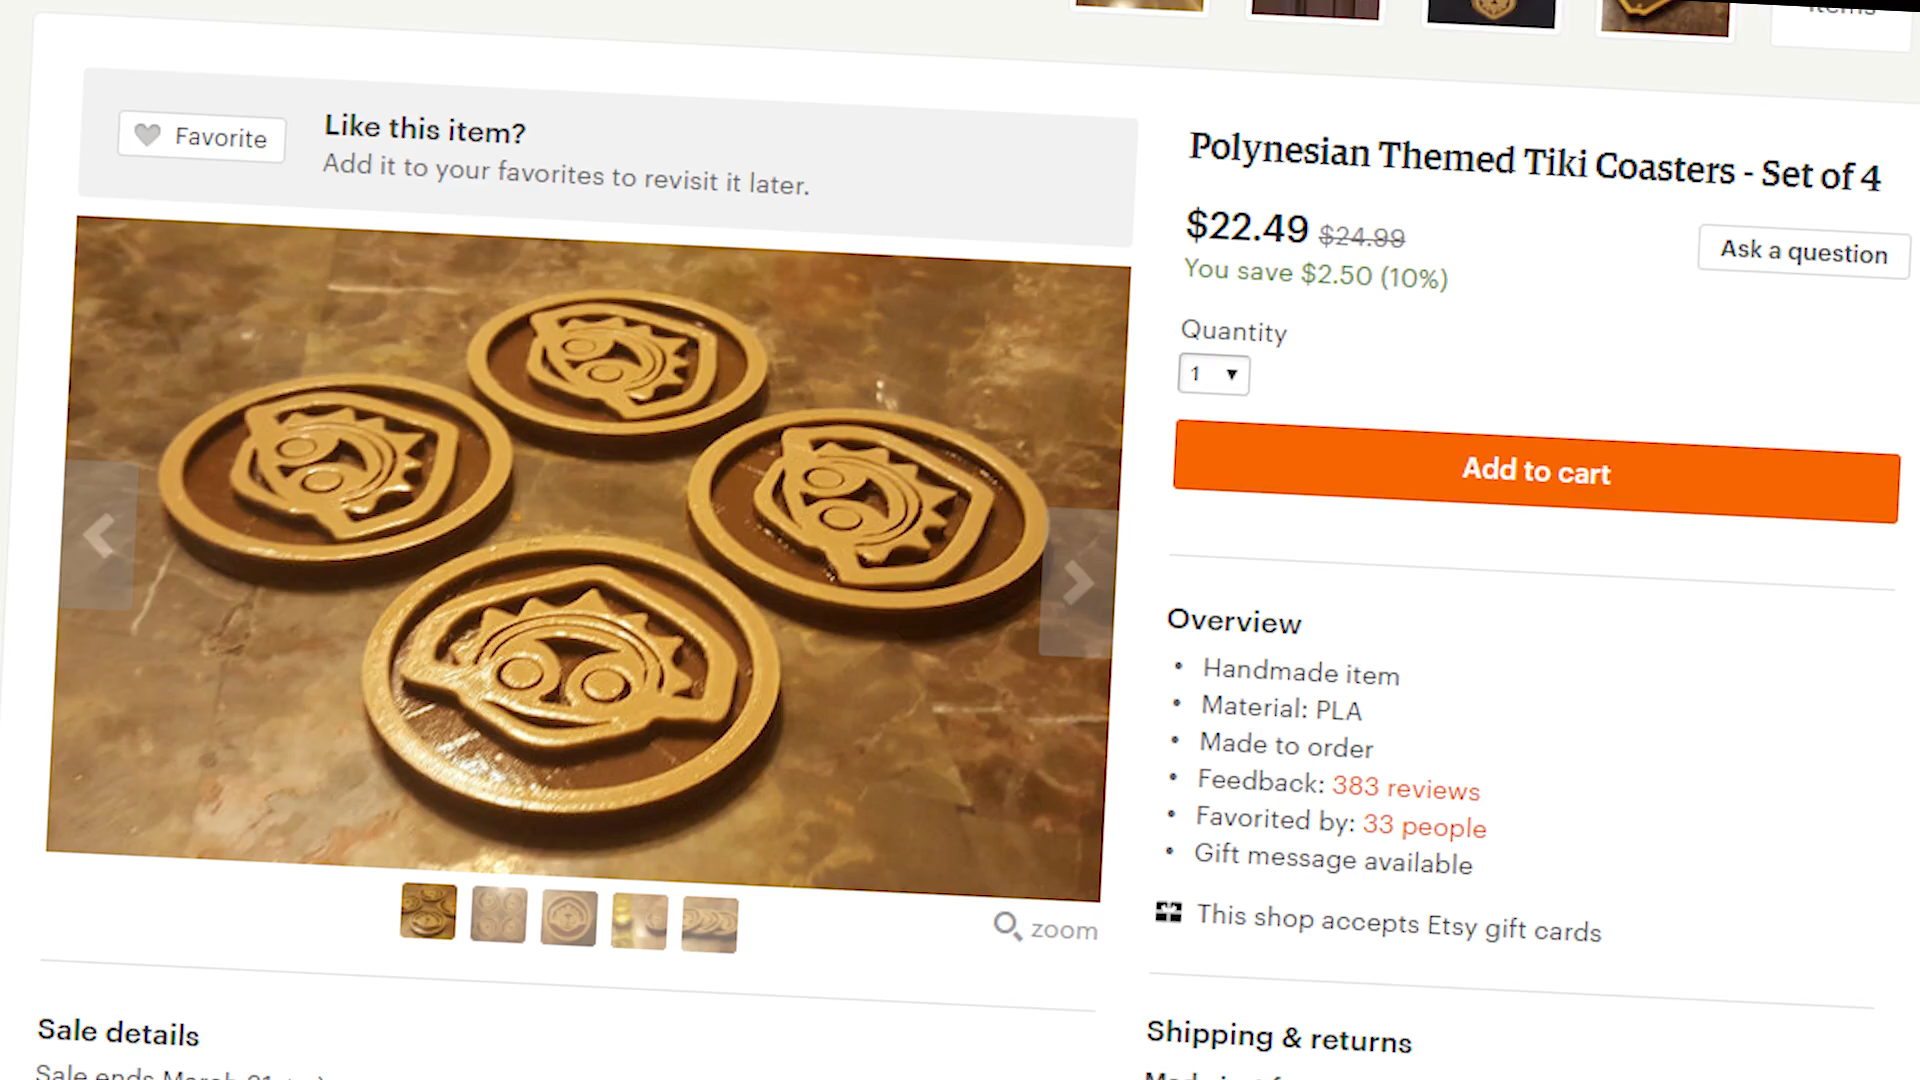 Favorite
Like this item?
Add it to your favorites to revisit it later.
Polynesian Themed Tiki Coasters - Set of 4
$22.49 $24.99
You save $2.50 (10%)
Ask a question
Quantity
1
Add to cart
Overview
• Handmade item
• Material: PLA
• Made to order
• Feedback: 383 reviews
• Favorited by: 33 people
• Gift message available
This shop accepts Etsy gift cards
zoom
Sale details
Sale ends March
Shipping & returns